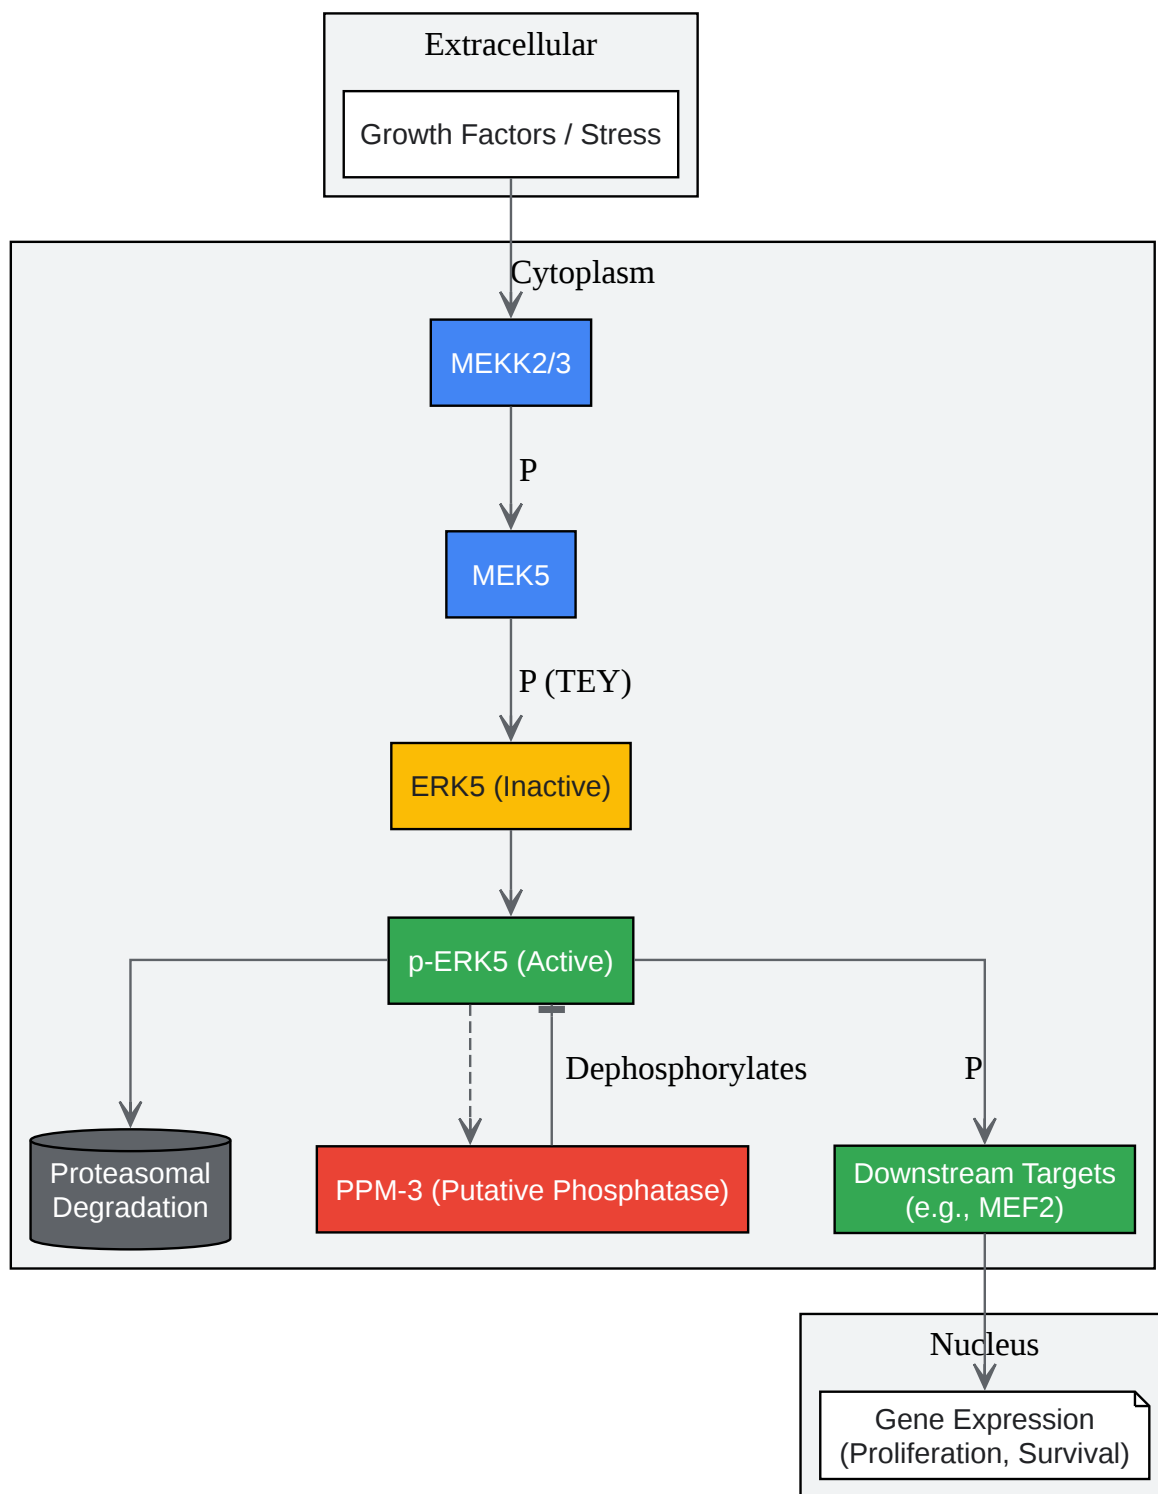 Extracellular
Growth Factors / Stress
Cytoplasm
MEKK2/3
P
MEK5
P (TEY)
ERK5 (Inactive)
p-ERK5 (Active)
Dephosphorylates
P
Proteasomal
Degradation
PPM-3 (Putative Phosphatase)
Downstream Targets
(e.g., MEF2)
Nucleus
Gene Expression
(Proliferation, Survival)